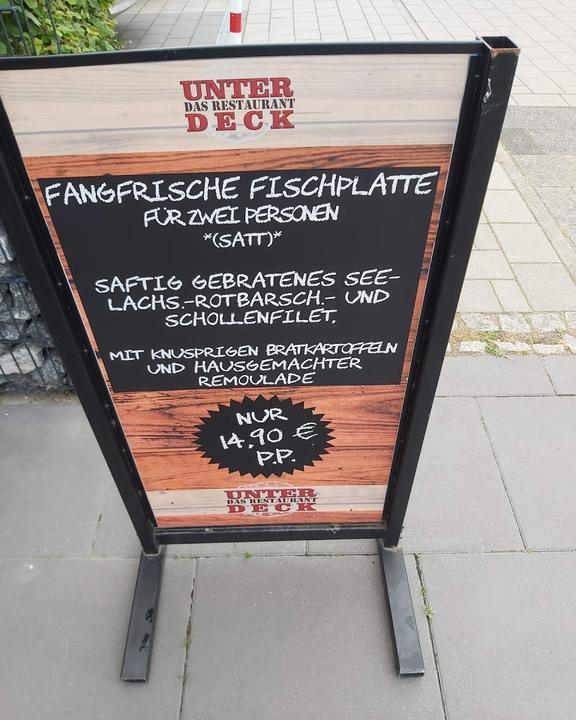 UNTER
DAS RESTAURANT
DECK
FANGFRISCHE FISCHPLATTE
FÜR ZWEI PERSONEN
*(SATT)*
SAFTIG GEBRATENES SEE-
LACHS.-ROTBARSCH.- UND
SCHOLLENFILET.
MIT KNUSPRIGEN BRATKARTOFFELN
UND HAUSGEMACHTER
REMOULADE
NUR
14,90 €
P.P.
UNTER
DAS RESTAURANT
DECK